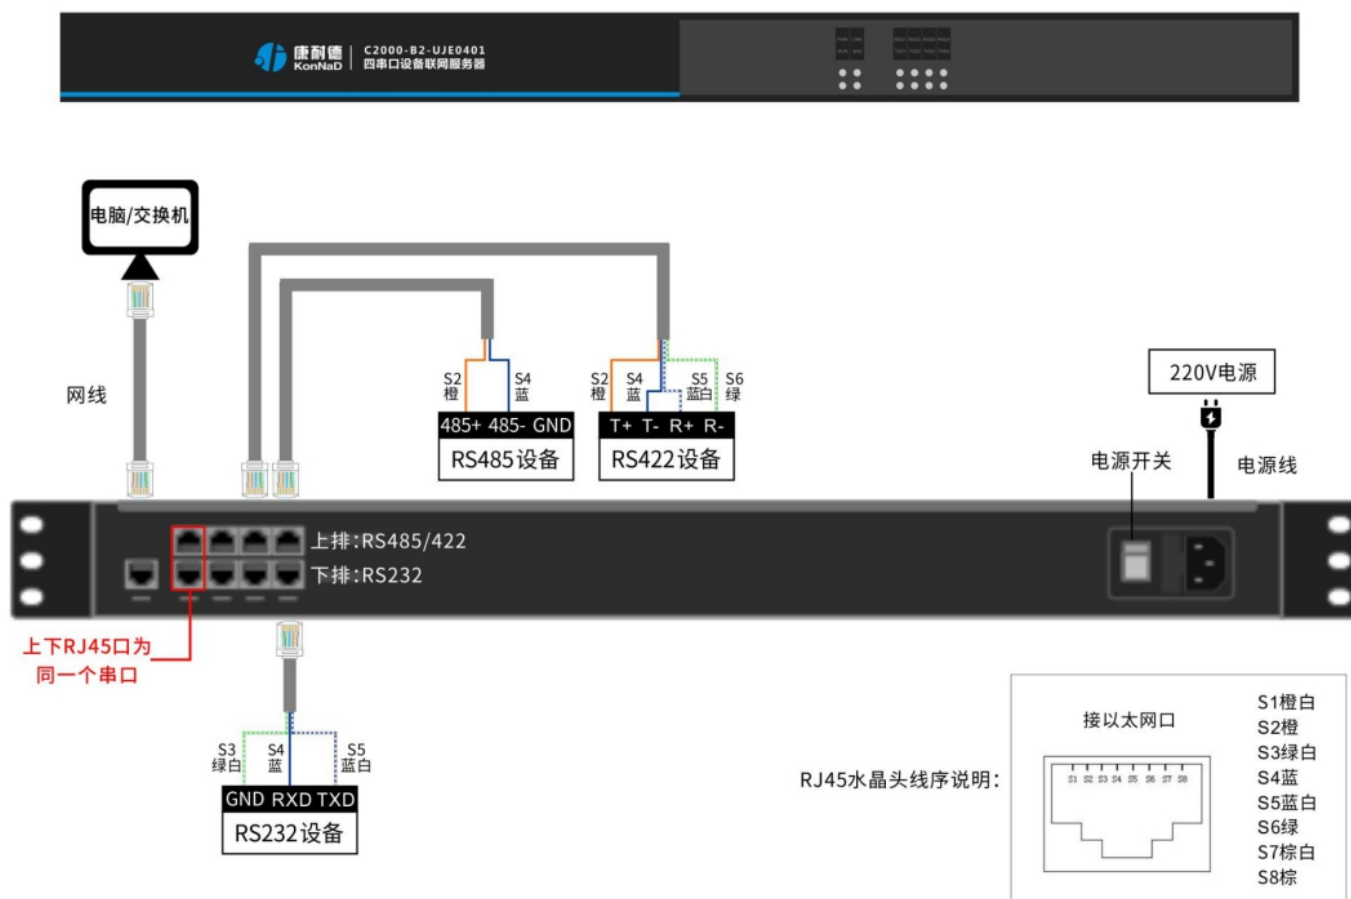 康耐德
KonNaD
C2000-B2-UJE0401
四串口设备联网服务器
电脑/交换机
网线
S2
橙
S4
蓝
485+ 485- GND
RS485设备
S2
橙
S4
蓝
S5
蓝白
S6
绿
T+ T- R+ R-
RS422设备
220V电源
电源开关
电源线
上排:RS485/422
下排:RS232
上下RJ45口为
同一个串口
S3
绿白
S4
蓝
S5
蓝白
GND RXD TXD
RS232设备
RJ45水晶头线序说明:
接以太网口
S1 S2 S3 S4 S5 S6 S7 S8
S1橙白
S2橙
S3绿白
S4蓝
S5蓝白
S6绿
S7棕白
S8棕